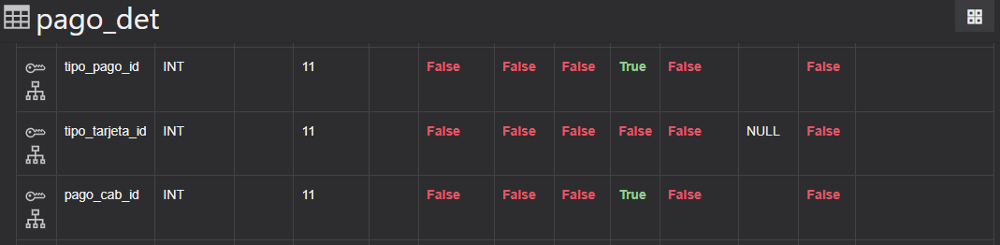 pago_det
tipo_pago_id INT 11 False False False True False False
tipo_tarjeta_id INT 11 False False False False False NULL False
pago_cab_id INT 11 False False False True False False